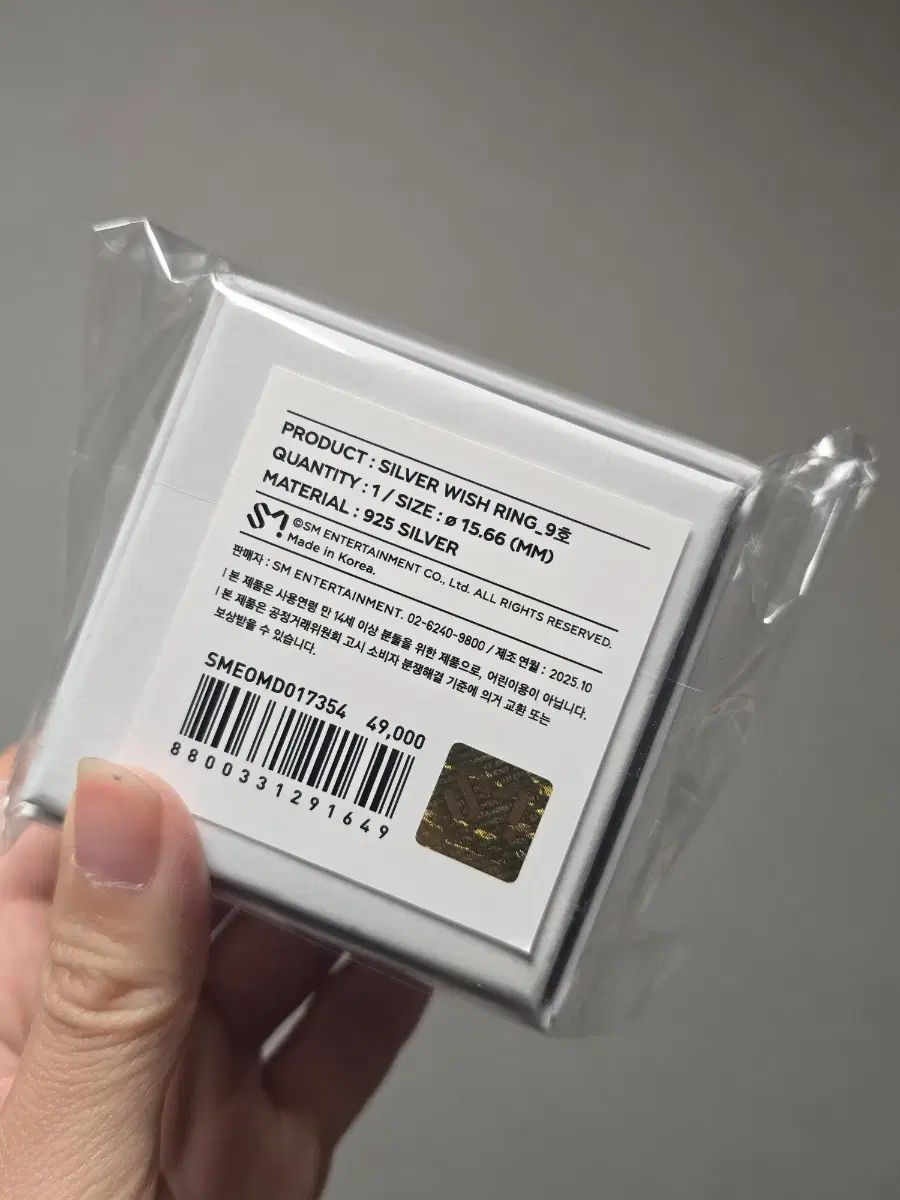 PRODUCT : SILVER WISH RING_9호
QUANTITY : 1 / SIZE : ø 15.66 (MM)
MATERIAL : 925 SILVER
SM ©SM ENTERTAINMENT CO., Ltd. ALL RIGHTS RESERVED.
Made in Korea.
판매자 : SM ENTERTAINMENT. 02-6240-9800 / 제조연월 : 2025.10
l 본 제품은 사용연령 만 14세 이상 분들을 위한 제품으로, 어린이용이 아닙니다.
l 본 제품은 공정거래위원회 고시 소비자 분쟁해결 기준에 의거 교환 또는
보상받을 수 있습니다.
SMEOMD017354 49,000
8800331291649